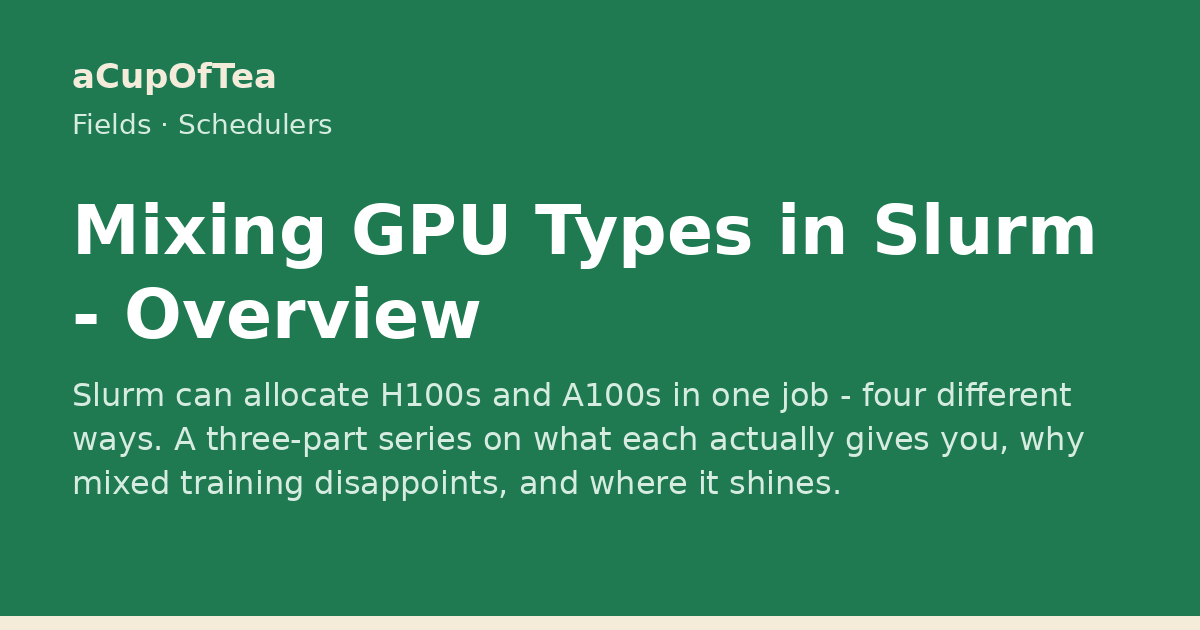 aCupOfTea
Fields · Schedulers
Mixing GPU Types in Slurm
- Overview
Slurm can allocate H100s and A100s in one job - four different
ways. A three-part series on what each actually gives you, why
mixed training disappoints, and where it shines.